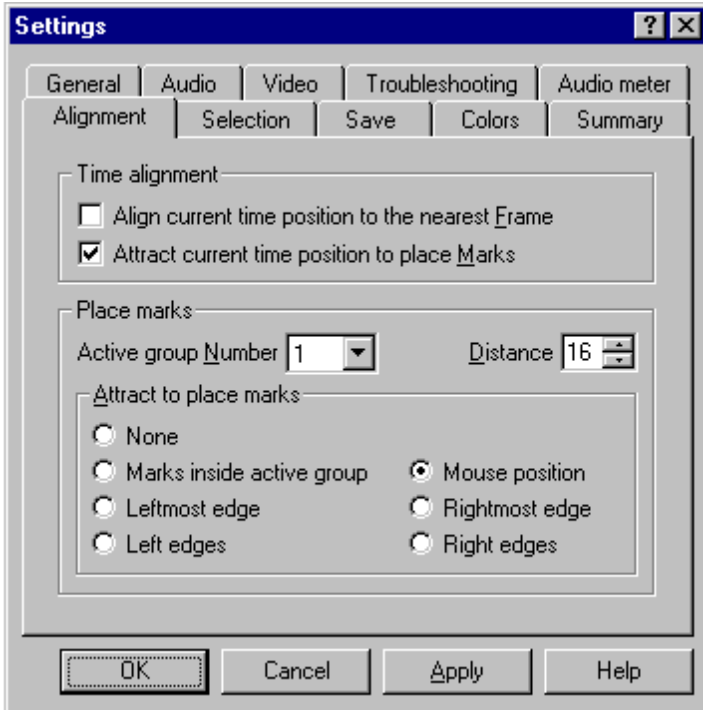 Settings
General Audio Video Troubleshooting Audio meter
Alignment Selection Save Colors Summary
Time alignment
Align current time position to the nearest Frame
Attract current time position to place Marks
Place marks
Active group Number 1 Distance 16
Attract to place marks
None
Marks inside active group Mouse position
Leftmost edge Rightmost edge
Left edges Right edges
OK Cancel Apply Help